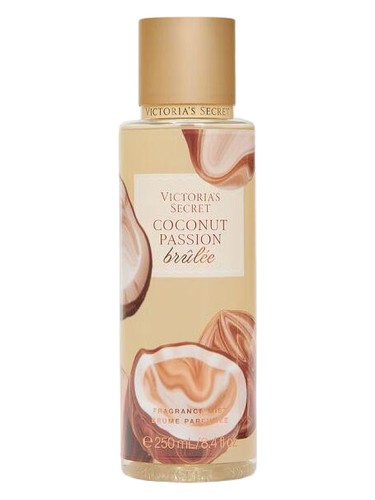 VICTORIA'S SECRET
VICTORIA'S
SECRET
COCONUT
PASSION
brûlée
FRAGRANCE MIST
BRUME PARFUMÉE
℮ 250 mL / 8.4 fl oz